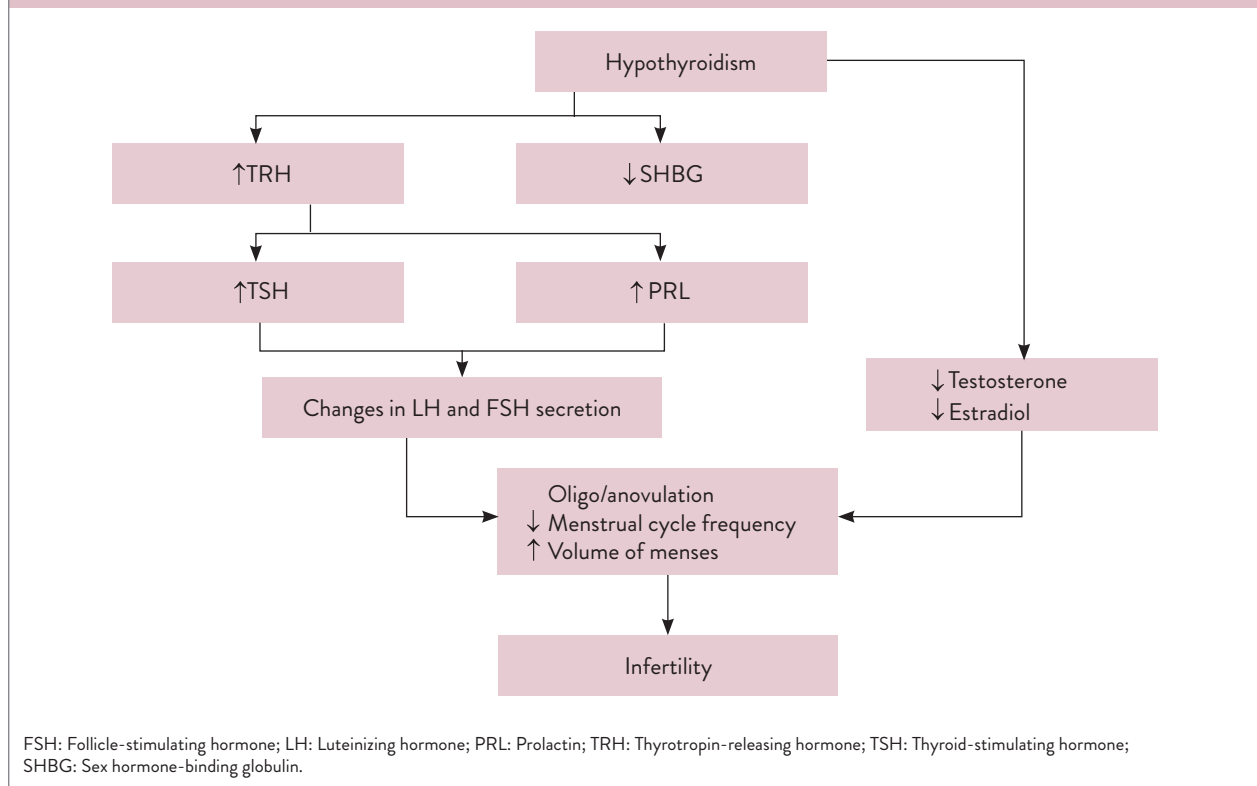 Hypothyroidism
↑TRH
↓SHBG
↑TSH
↑ PRL
Changes in LH and FSH secretion
↓Testosterone
↓Estradiol
Oligo/anovulation
↓ Menstrual cycle frequency
↑ Volume of menses
Infertility
FSH: Follicle-stimulating hormone; LH: Luteinizing hormone; PRL: Prolactin; TRH: Thyrotropin-releasing hormone; TSH: Thyroid-stimulating hormone;
SHBG: Sex hormone-binding globulin.